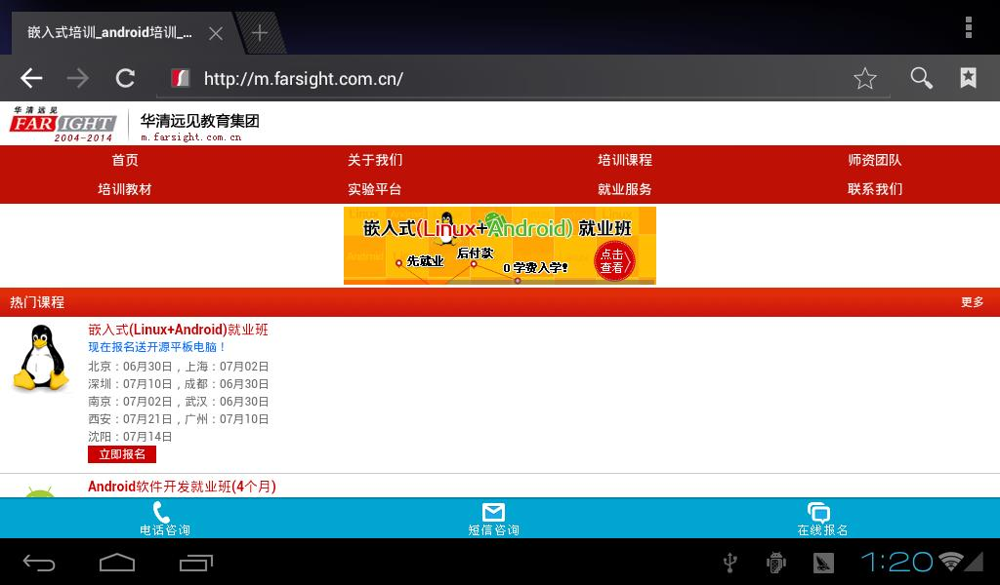 嵌入式培训_android培训_...
http://m.farsight.com.cn/
华清远见
FARSIGHT
2004-2014
华清远见教育集团
m.farsight.com.cn
首页 关于我们 培训课程 师资团队
培训教材 实验平台 就业服务 联系我们
嵌入式(Linux+Android) 就业班
先就业 后付款 0学费入学!
点击
查看
热门课程 更多
嵌入式(Linux+Android)就业班
现在报名送开源平板电脑！
北京：06月30日，上海：07月02日
深圳：07月10日，成都：06月30日
南京：07月02日，武汉：06月30日
西安：07月21日，广州：07月10日
沈阳：07月14日
立即报名
Android软件开发就业班(4个月)
电话咨询 短信咨询 在线报名
1:20